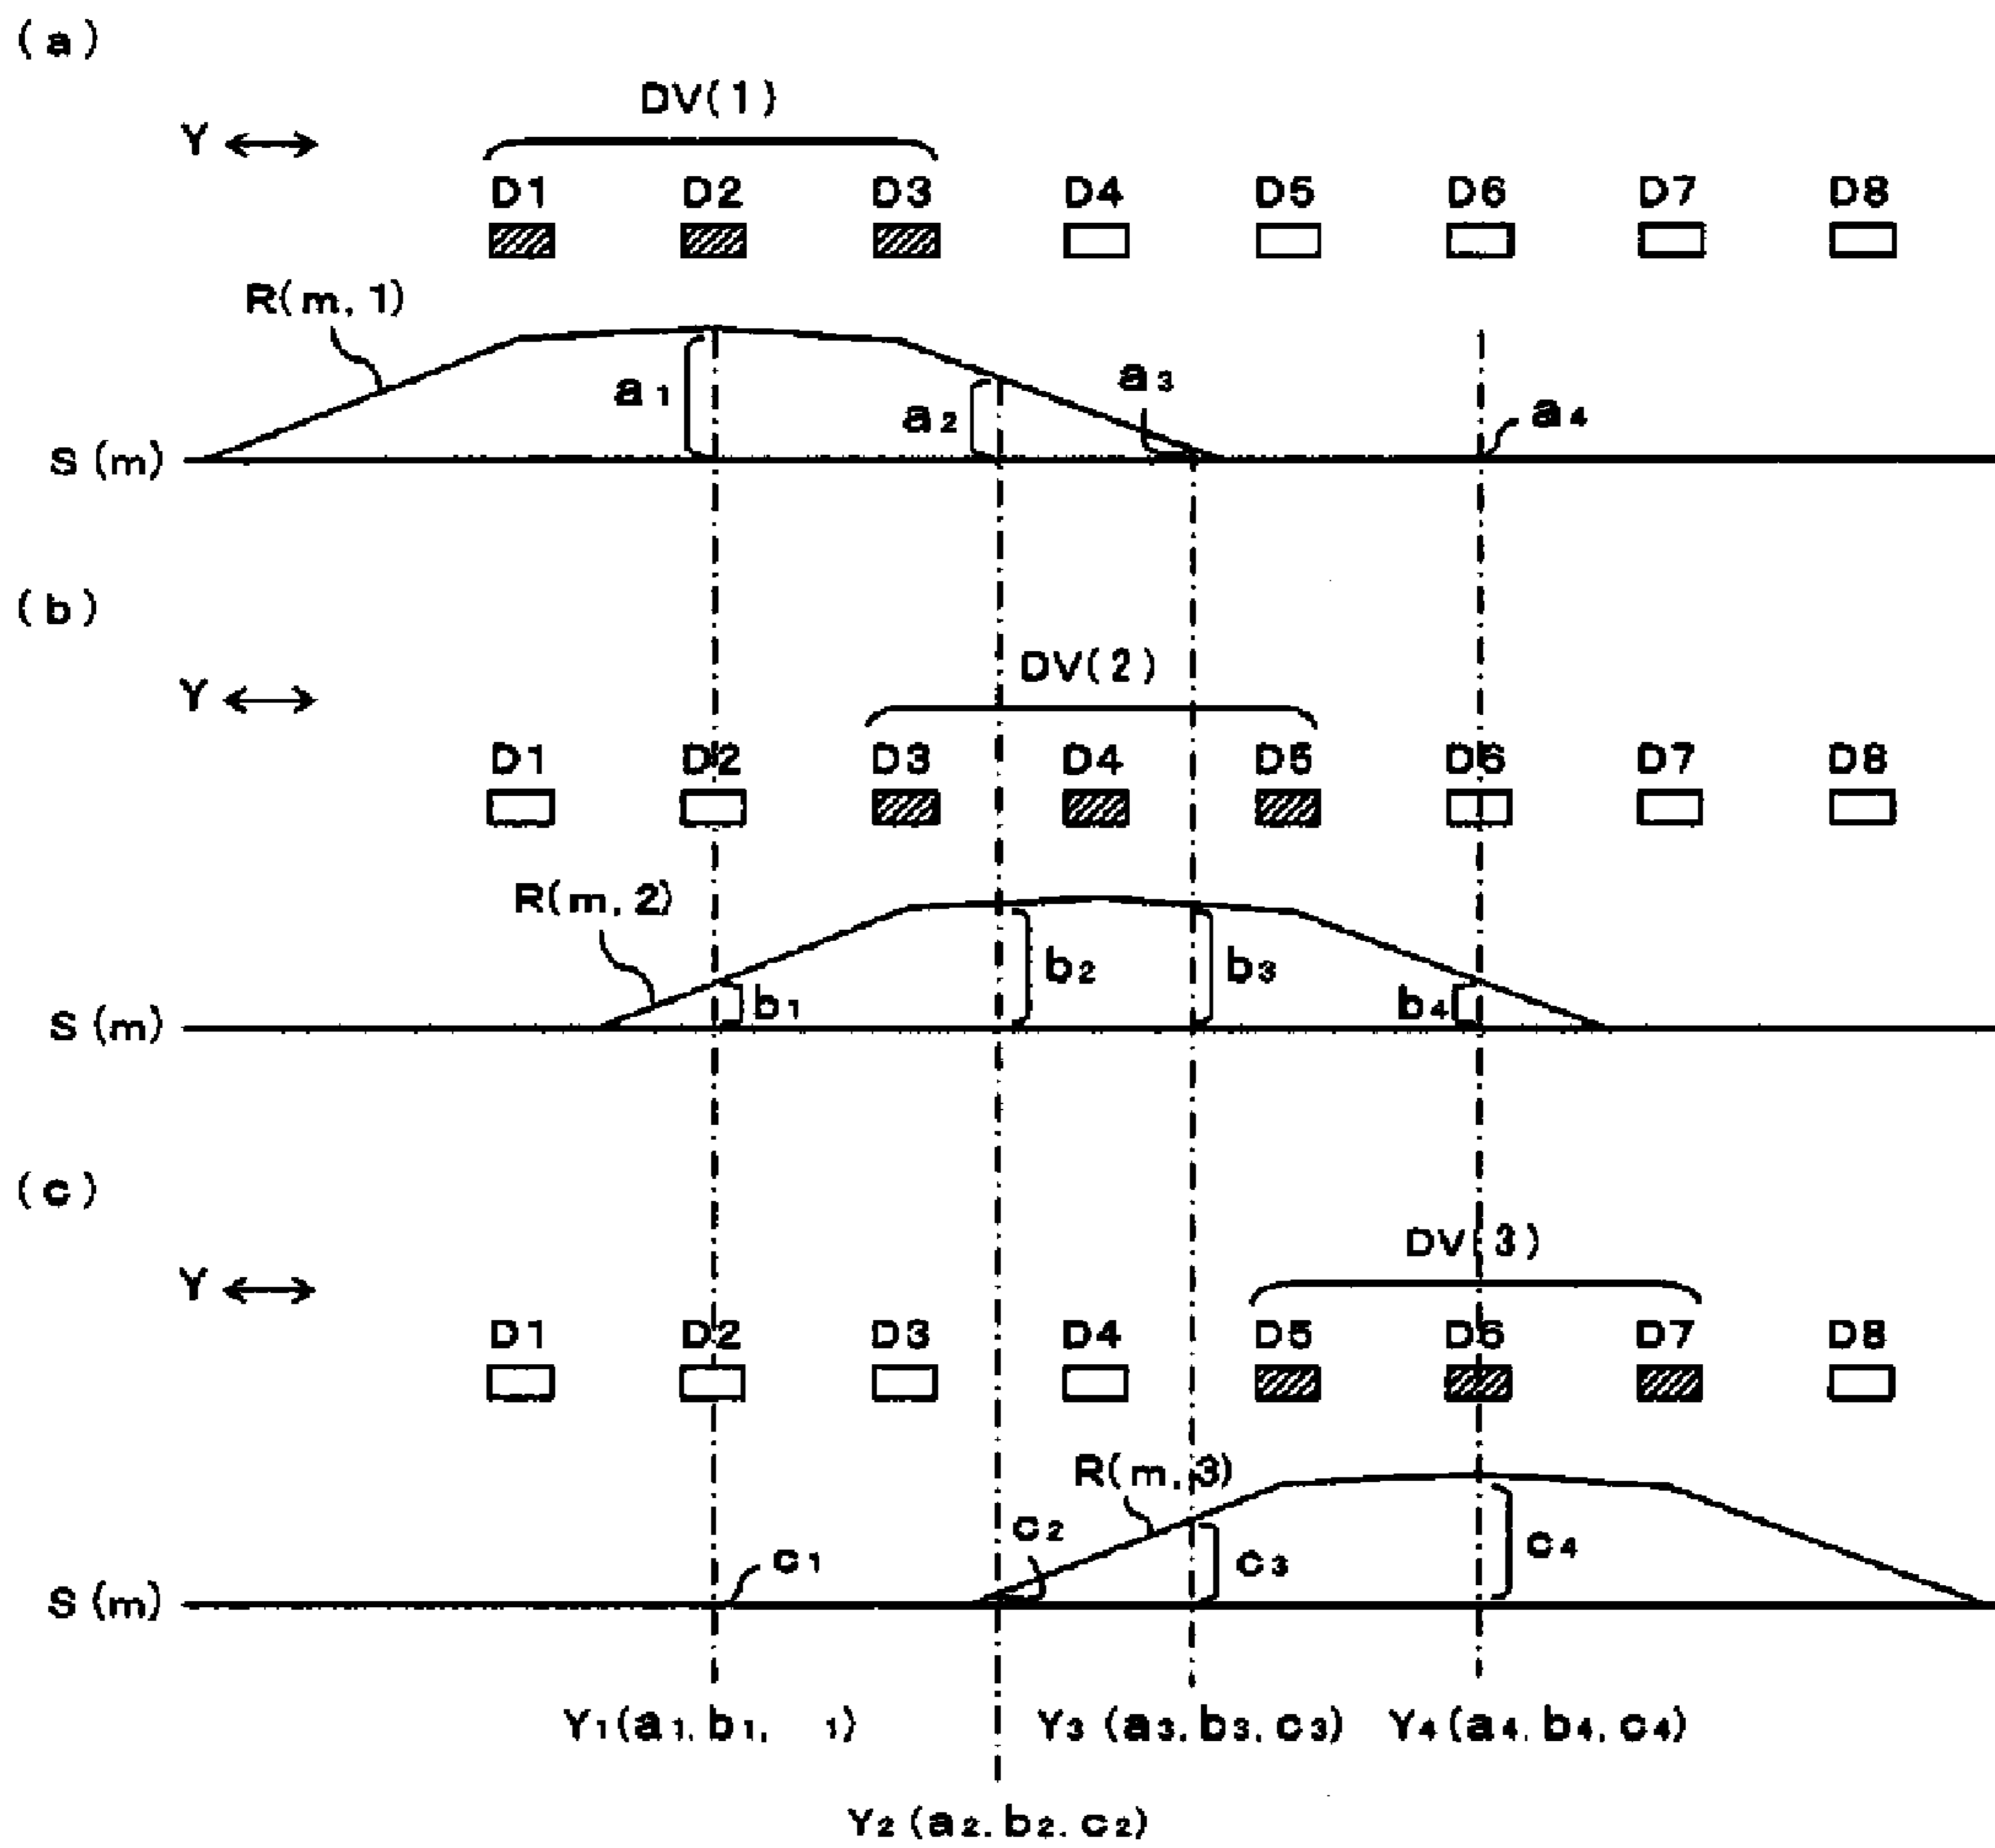 (a)
DV(1)
Y
D1 D2 D3 D4 D5 D6 D7 D8
R(m,1)
a1 a2 a3 a4
S(m)
(b)
DV(2)
Y
D1 D2 D3 D4 D5 D6 D7 D8
R(m,2)
b1 b2 b3 b4
S(m)
(c)
DV(3)
Y
D1 D2 D3 D4 D5 D6 D7 D8
R(m,3)
c1 c2 c3 c4
S(m)
Y1(a1,b1, 1) Y3(a3,b3,c3) Y4(a4,b4,c4)
Y2(a2,b2,c2)